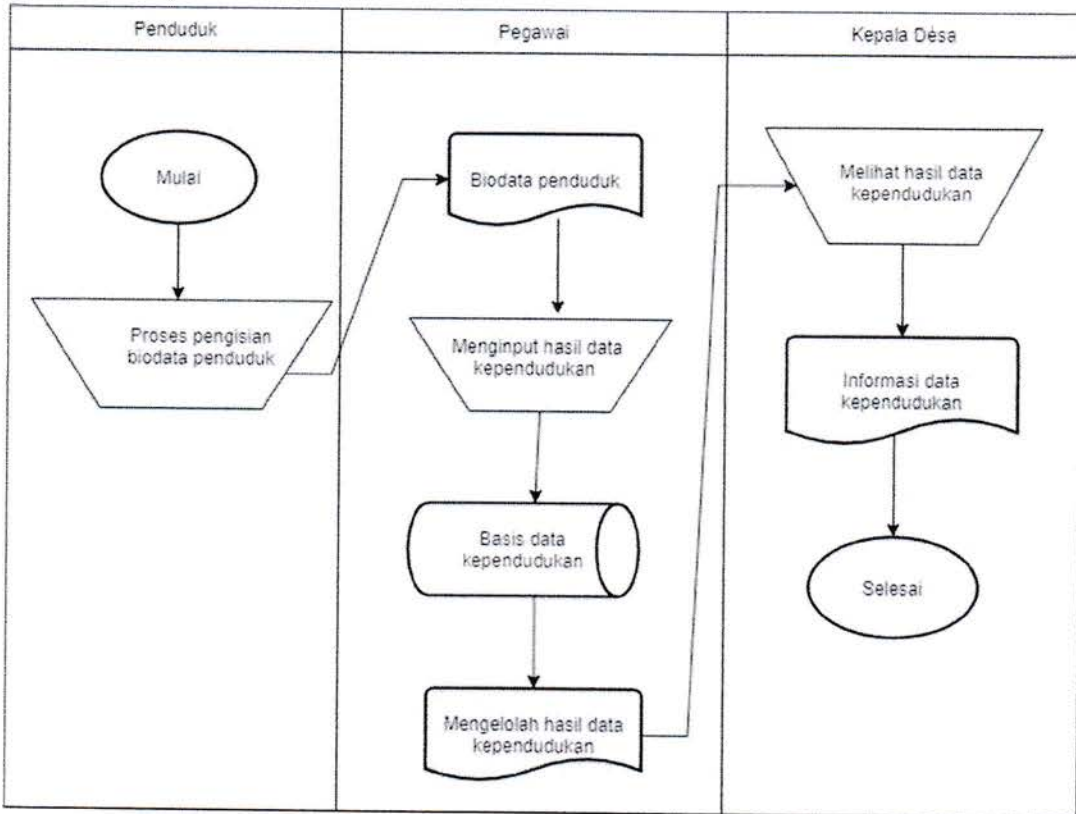 Penduduk
Pegawai
Kepala Desa
Mulai
Proses pengisian
biodata penduduk
Biodata penduduk
Menginput hasil data
kependudukan
Basis data
kependudukan
Mengelolah hasil data
kependudukan
Melihat hasil data
kependudukan
Informasi data
kependudukan
Selesai